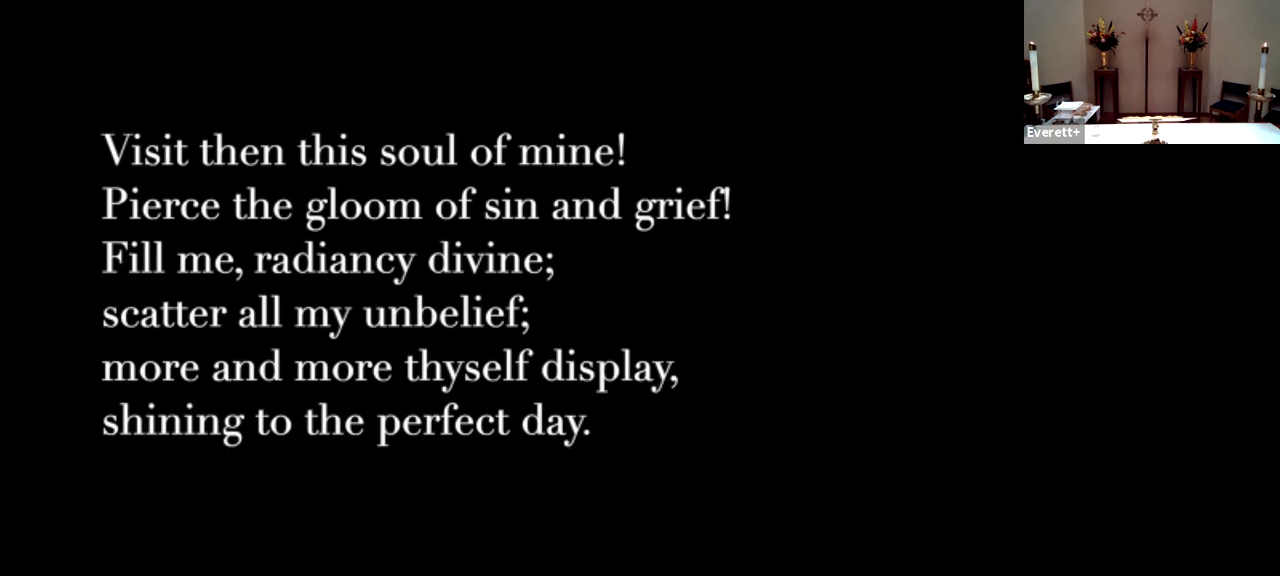 Visit then this soul of mine!
Pierce the gloom of sin and grief!
Fill me, radiancy divine;
scatter all my unbelief;
more and more thyself display,
shining to the perfect day.
Everett+